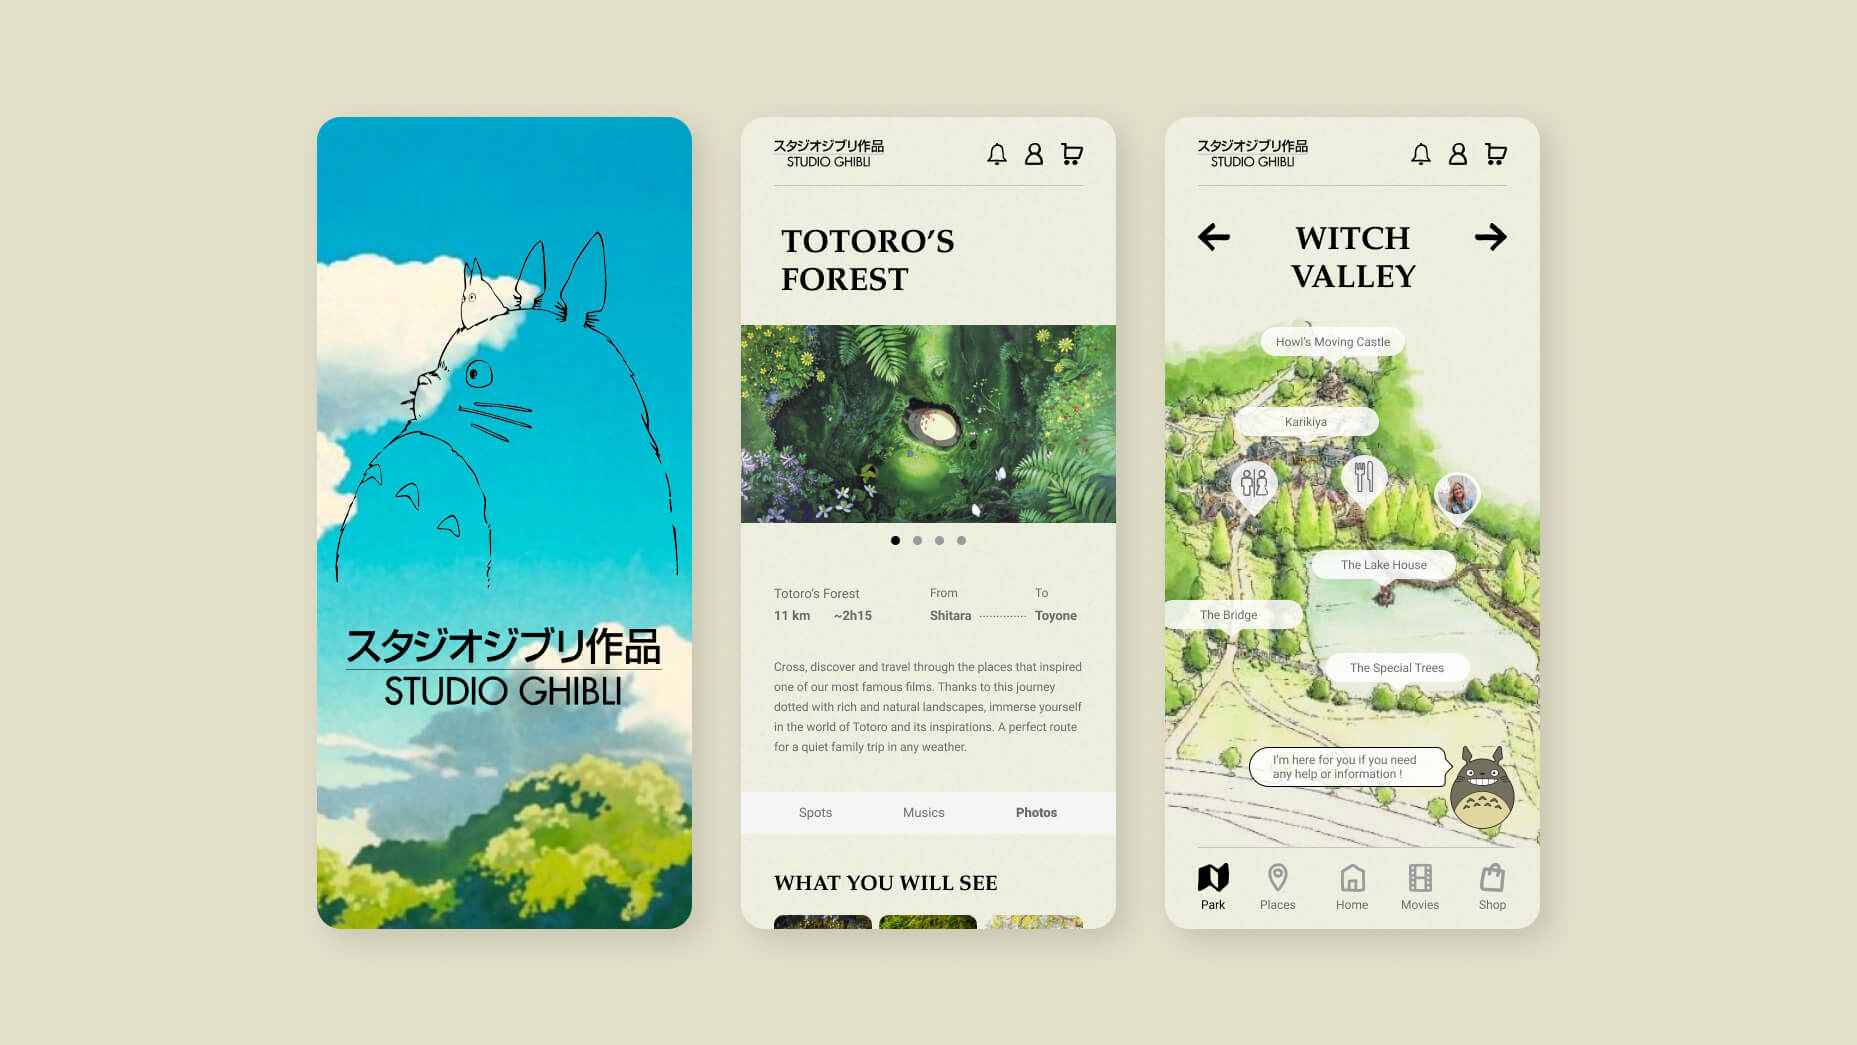 スタジオジブリ作品
STUDIO GHIBLI
スタジオジブリ作品
STUDIO GHIBLI
TOTORO’S
FOREST
Totoro’s Forest
11 km ~2h15
From To
Shitara Toyone
Cross, discover and travel through the places that inspired
one of our most famous films. Thanks to this journey
dotted with rich and natural landscapes, immerse yourself
in the world of Totoro and its inspirations. A perfect route
for a quiet family trip in any weather.
Spots Musics Photos
WHAT YOU WILL SEE
スタジオジブリ作品
STUDIO GHIBLI
WITCH
VALLEY
Howl’s Moving Castle
Karikiya
The Lake House
The Bridge
The Special Trees
I’m here for you if you need
any help or information !
Park Places Home Movies Shop